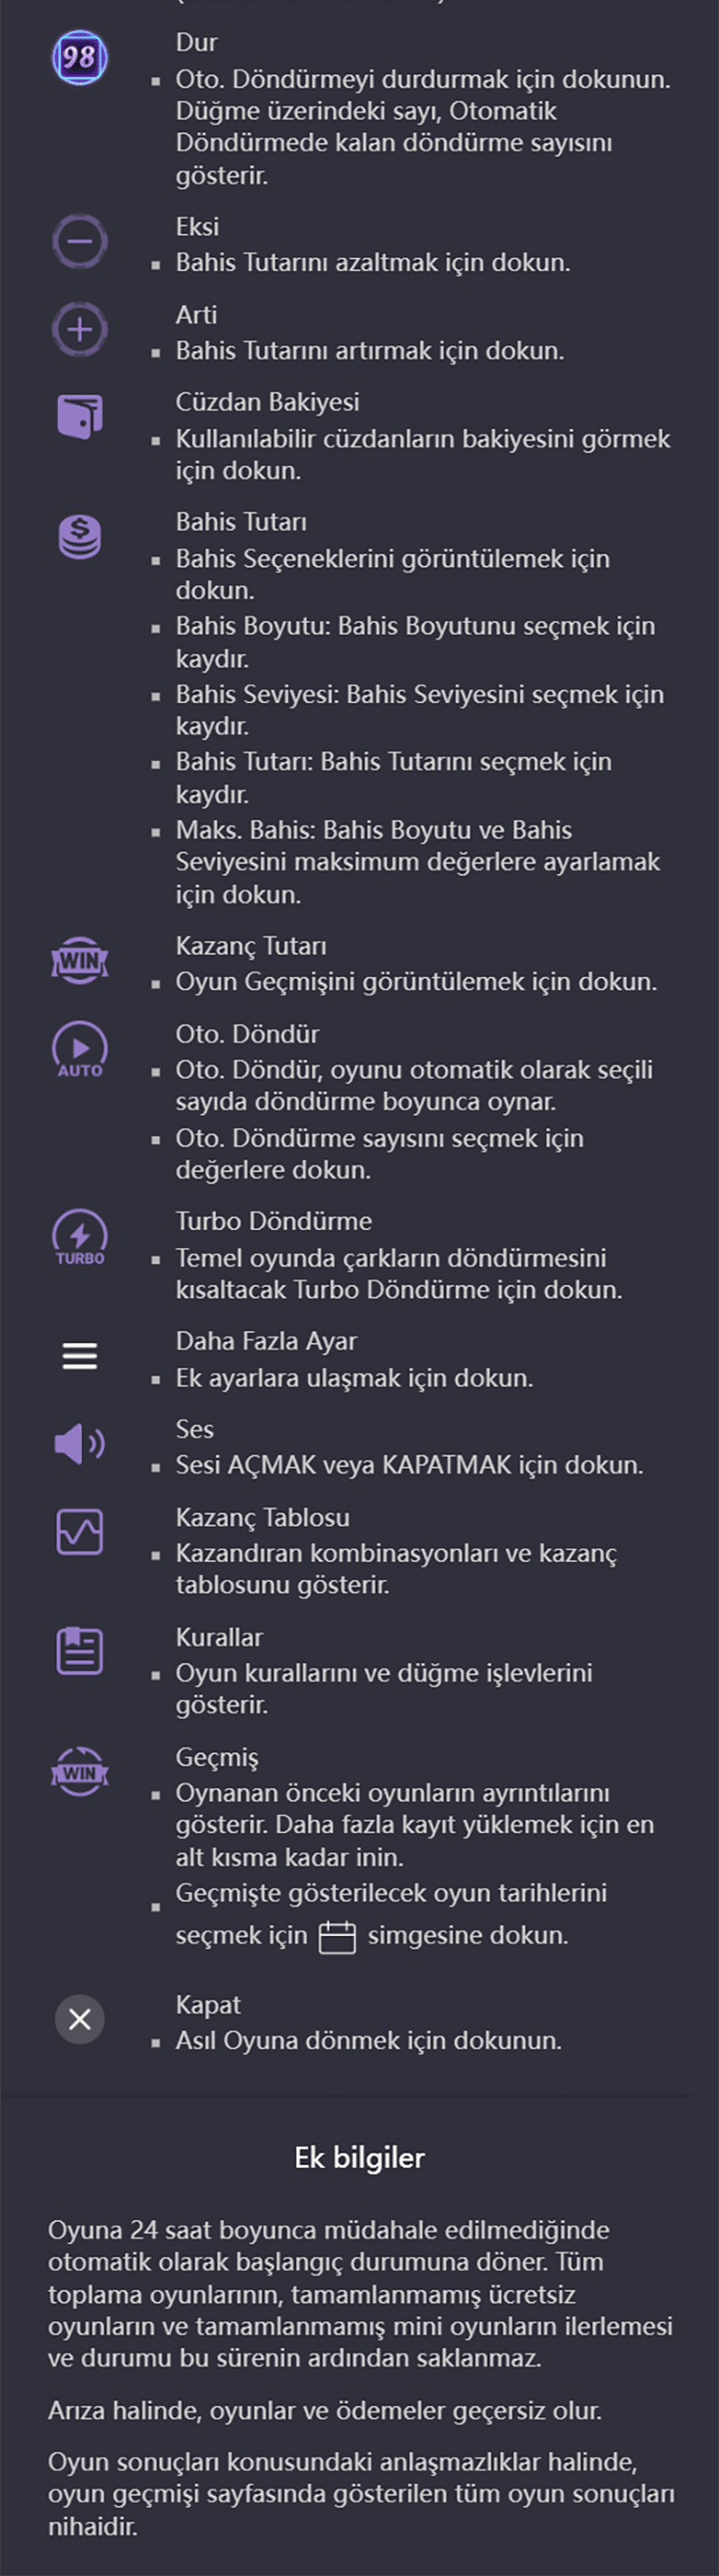 98
Dur
Oto. Döndürmeyi durdurmak için dokunun.
Düğme üzerindeki sayı, Otomatik
Döndürmede kalan döndürme sayısını
gösterir.
Eksi
Bahis Tutarını azaltmak için dokun.
Arti
Bahis Tutarını artırmak için dokun.
Cüzdan Bakiyesi
Kullanılabilir cüzdanların bakiyesini görmek
için dokun.
Bahis Tutarı
Bahis Seçeneklerini görüntülemek için
dokun.
Bahis Boyutu: Bahis Boyutunu seçmek için
kaydır.
Bahis Seviyesi: Bahis Seviyesini seçmek için
kaydır.
Bahis Tutarı: Bahis Tutarını seçmek için
kaydır.
Maks. Bahis: Bahis Boyutu ve Bahis
Seviyesini maksimum değerlere ayarlamak
için dokun.
WIN
Kazanç Tutarı
Oyun Geçmişini görüntülemek için dokun.
AUTO
Oto. Döndür
Oto. Döndür, oyunu otomatik olarak seçili
sayıda döndürme boyunca oynar.
Oto. Döndürme sayısını seçmek için
değerlere dokun.
TURBO
Turbo Döndürme
Temel oyunda çarkların döndürmesini
kısaltacak Turbo Döndürme için dokun.
Daha Fazla Ayar
Ek ayarlara ulaşmak için dokun.
Ses
Sesi AÇMAK veya KAPATMAK için dokun.
Kazanç Tablosu
Kazandıran kombinasyonları ve kazanç
tablosunu gösterir.
Kurallar
Oyun kurallarını ve düğme işlevlerini
gösterir.
WIN
Geçmiş
Oynanan önceki oyunların ayrıntılarını
gösterir. Daha fazla kayıt yüklemek için en
alt kısma kadar inin.
Geçmişte gösterilecek oyun tarihlerini
seçmek için simgesine dokun.
Kapat
Asıl Oyuna dönmek için dokunun.
Ek bilgiler
Oyuna 24 saat boyunca müdahale edilmediğinde
otomatik olarak başlangıç durumuna döner. Tüm
toplama oyunlarının, tamamlanmamış ücretsiz
oyunların ve tamamlanmamış mini oyunların ilerlemesi
ve durumu bu sürenin ardından saklanmaz.
Arıza halinde, oyunlar ve ödemeler geçersiz olur.
Oyun sonuçları konusundaki anlaşmazlıklar halinde,
oyun geçmişi sayfasında gösterilen tüm oyun sonuçları
nihaidir.